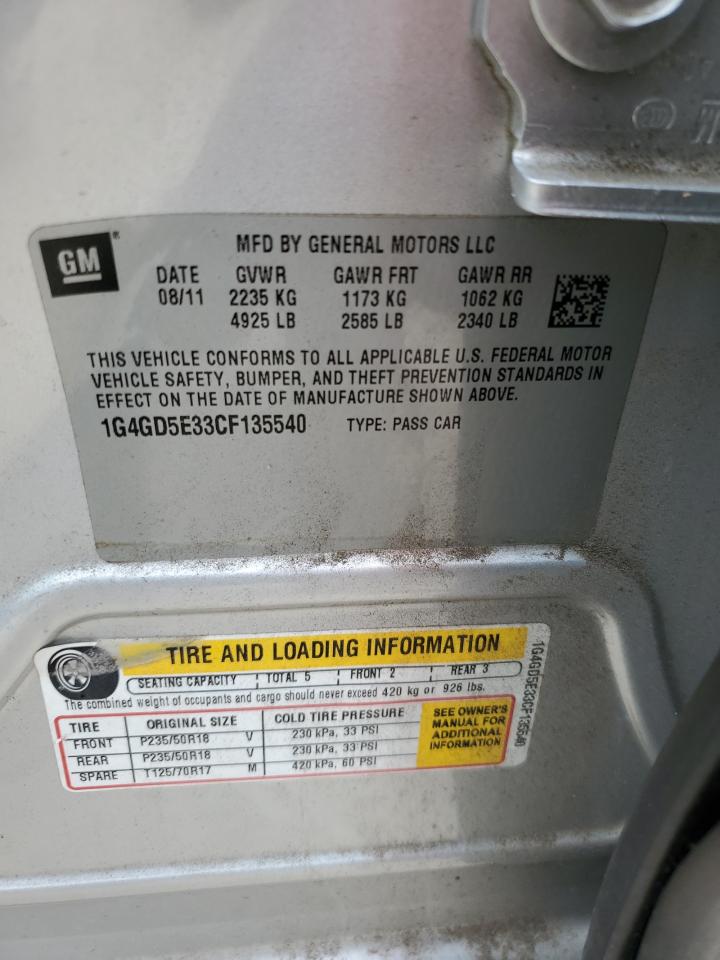 GM
MFD BY GENERAL MOTORS LLC
DATE GVWR GAWR FRT GAWR RR
08/11 2235 KG 1173 KG 1062 KG
4925 LB 2585 LB 2340 LB
THIS VEHICLE CONFORMS TO ALL APPLICABLE U.S. FEDERAL MOTOR
VEHICLE SAFETY, BUMPER, AND THEFT PREVENTION STANDARDS IN
EFFECT ON THE DATE OF MANUFACTURE SHOWN ABOVE.
1G4GD5E33CF135540 TYPE: PASS CAR
TIRE AND LOADING INFORMATION
SEATING CAPACITY TOTAL 5 FRONT 2 REAR 3
The combined weight of occupants and cargo should never exceed 420 kg or 926 lbs.
TIRE ORIGINAL SIZE COLD TIRE PRESSURE
FRONT P235/50R18 V 230 kPa, 33 PSI
REAR P235/50R18 V 230 kPa, 33 PSI
SPARE T125/70R17 M 420 kPa, 60 PSI
SEE OWNER'S
MANUAL FOR
ADDITIONAL
INFORMATION
1G4GD5E33CF135540